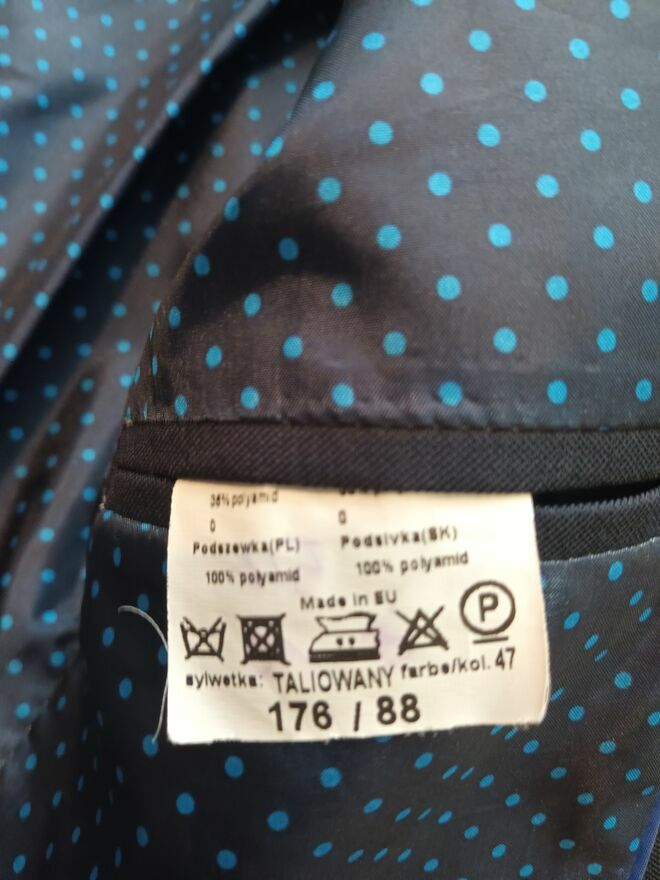 36% polyamid
0 0
Podszewka(PL) Podsivka(SK)
100% polyamid 100% polyamid
Made in EU
P
sylwetka: TALIOWANY farbe/kol. 47
176 / 88